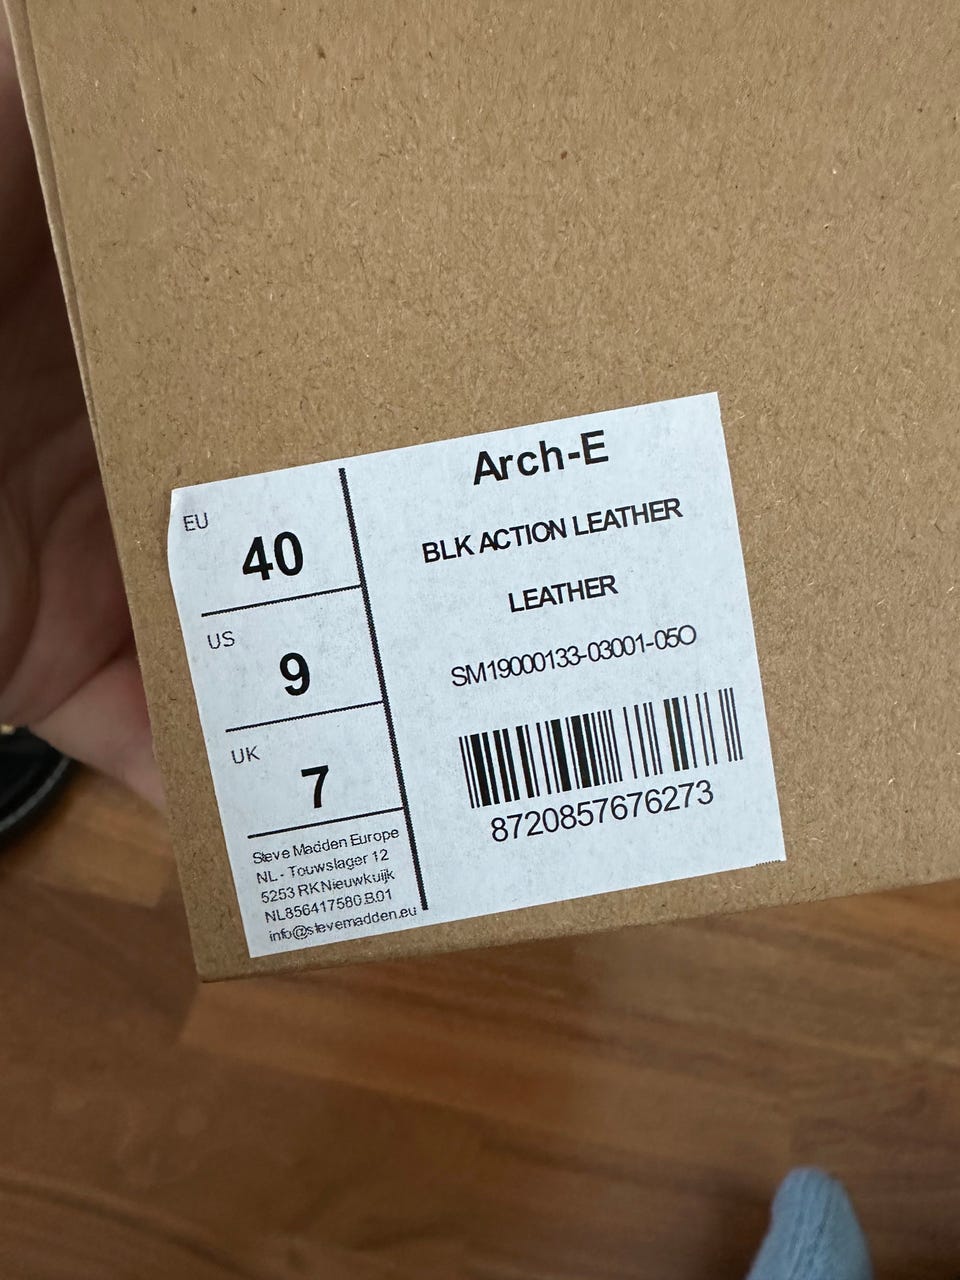 EU
40
US
9
UK
7
Steve Madden Europe
NL - Touwslager 12
5253 RK Nieuwkuijk
NL856417580.B.01
info@stevemadden.eu
Arch-E
BLK ACTION LEATHER
LEATHER
SM19000133-03001-05O
8720857676273